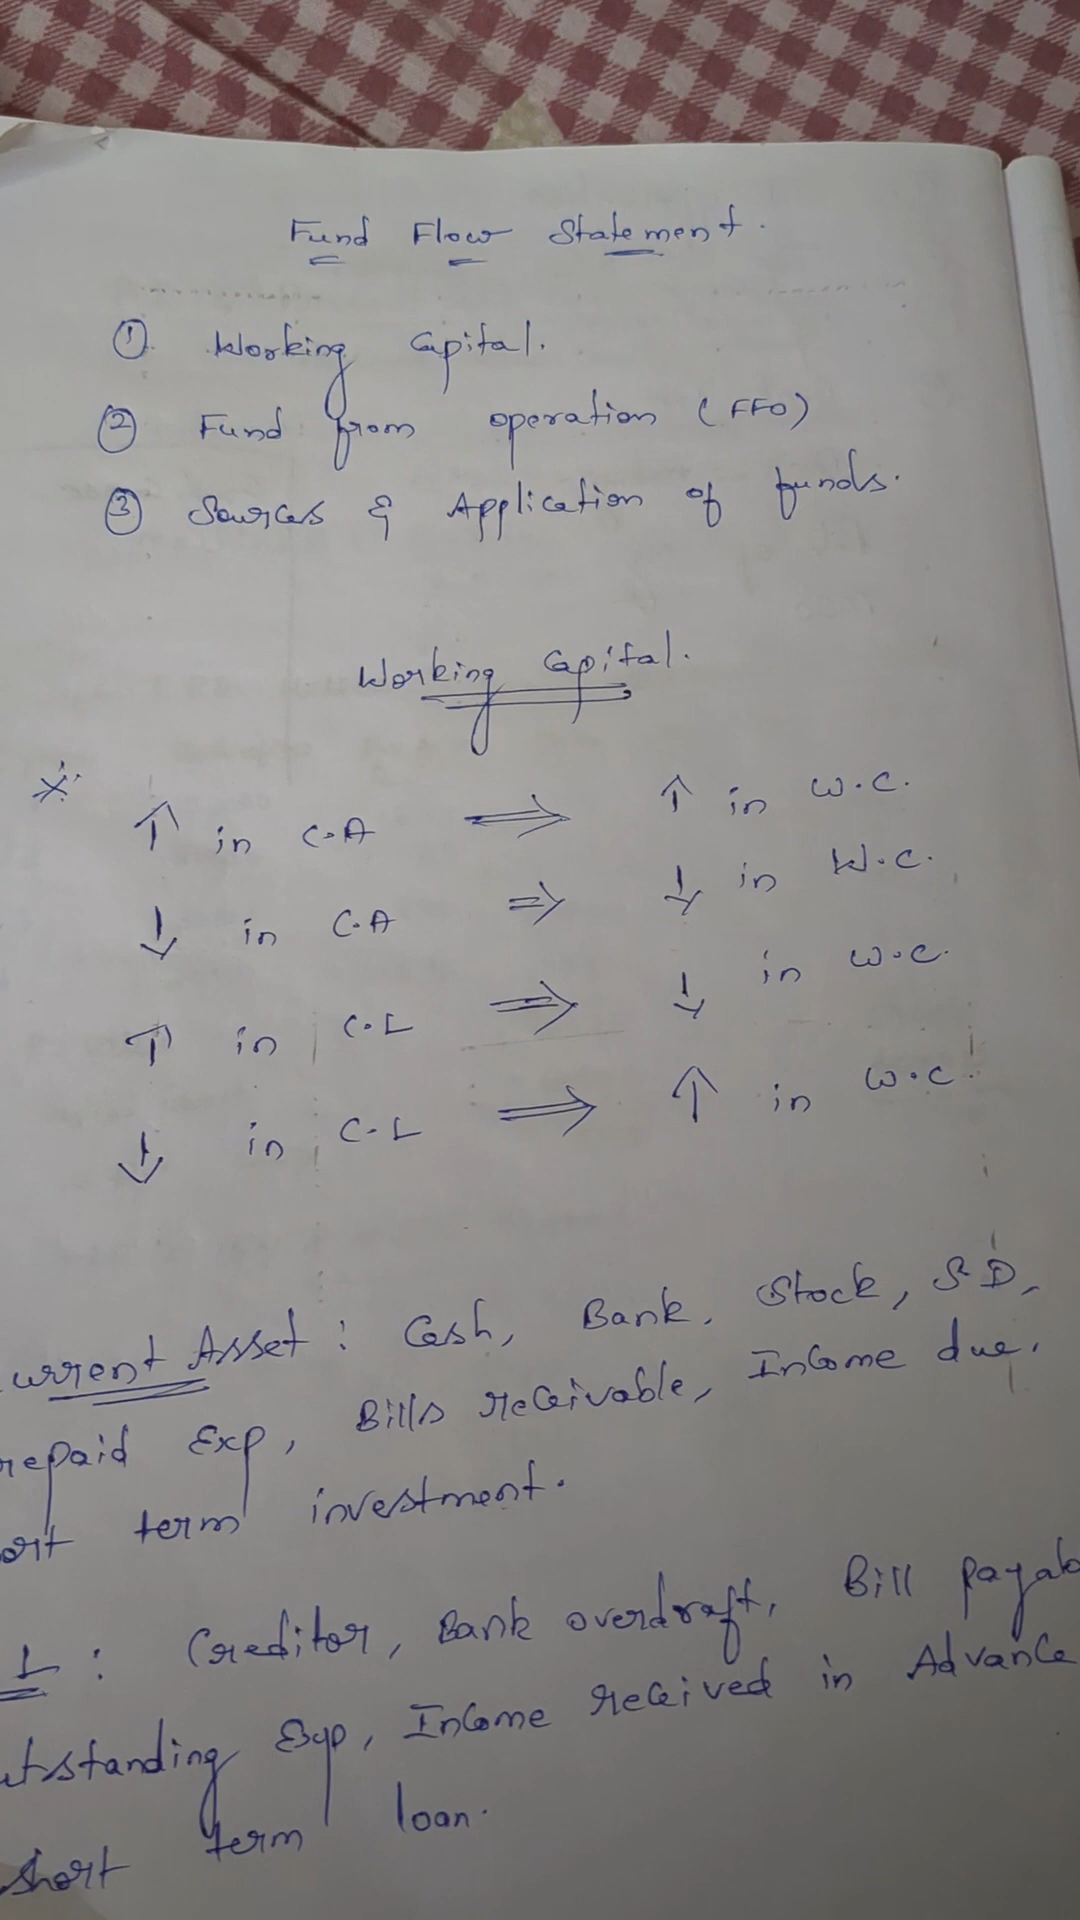 Fund Flow Statement.
① Working Capital.
② Fund from operation (FFO)
③ Sources & Application of funds.
Working Capital.
* ↑ in C.A ⇒ ↑ in W.C.
↓ in C.A ⇒ ↓ in W.C.
↑ in C.L ⇒ ↓ in W.C.
↓ in C.L ⇒ ↑ in W.C.
urrent Asset : Cash, Bank, Stock, S.D,
repaid Exp, Bills receivable, Income due,
ort term investment.
L : Creditor, Bank overdraft, Bill payab
utstanding Exp, Income received in Advance
short term loan.